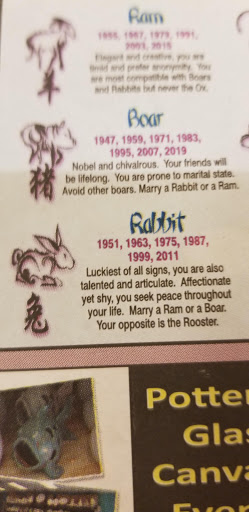 Ram
1955, 1967, 1979, 1991,
2003, 2015
Elegant and creative, you are
timid and prefer anonymity. You
are most compatible with Boars
and Rabbits but never the Ox.
羊
Boar
1947, 1959, 1971, 1983,
1995, 2007, 2019
Nobel and chivalrous. Your friends will
be lifelong. You are prone to marital state.
Avoid other boars. Marry a Rabbit or a Ram.
猪
Rabbit
1951, 1963, 1975, 1987,
1999, 2011
Luckiest of all signs, you are also
talented and articulate. Affectionate
yet shy, you seek peace throughout
your life. Marry a Ram or a Boar.
Your opposite is the Rooster.
兔
Potter
Glas
Canva